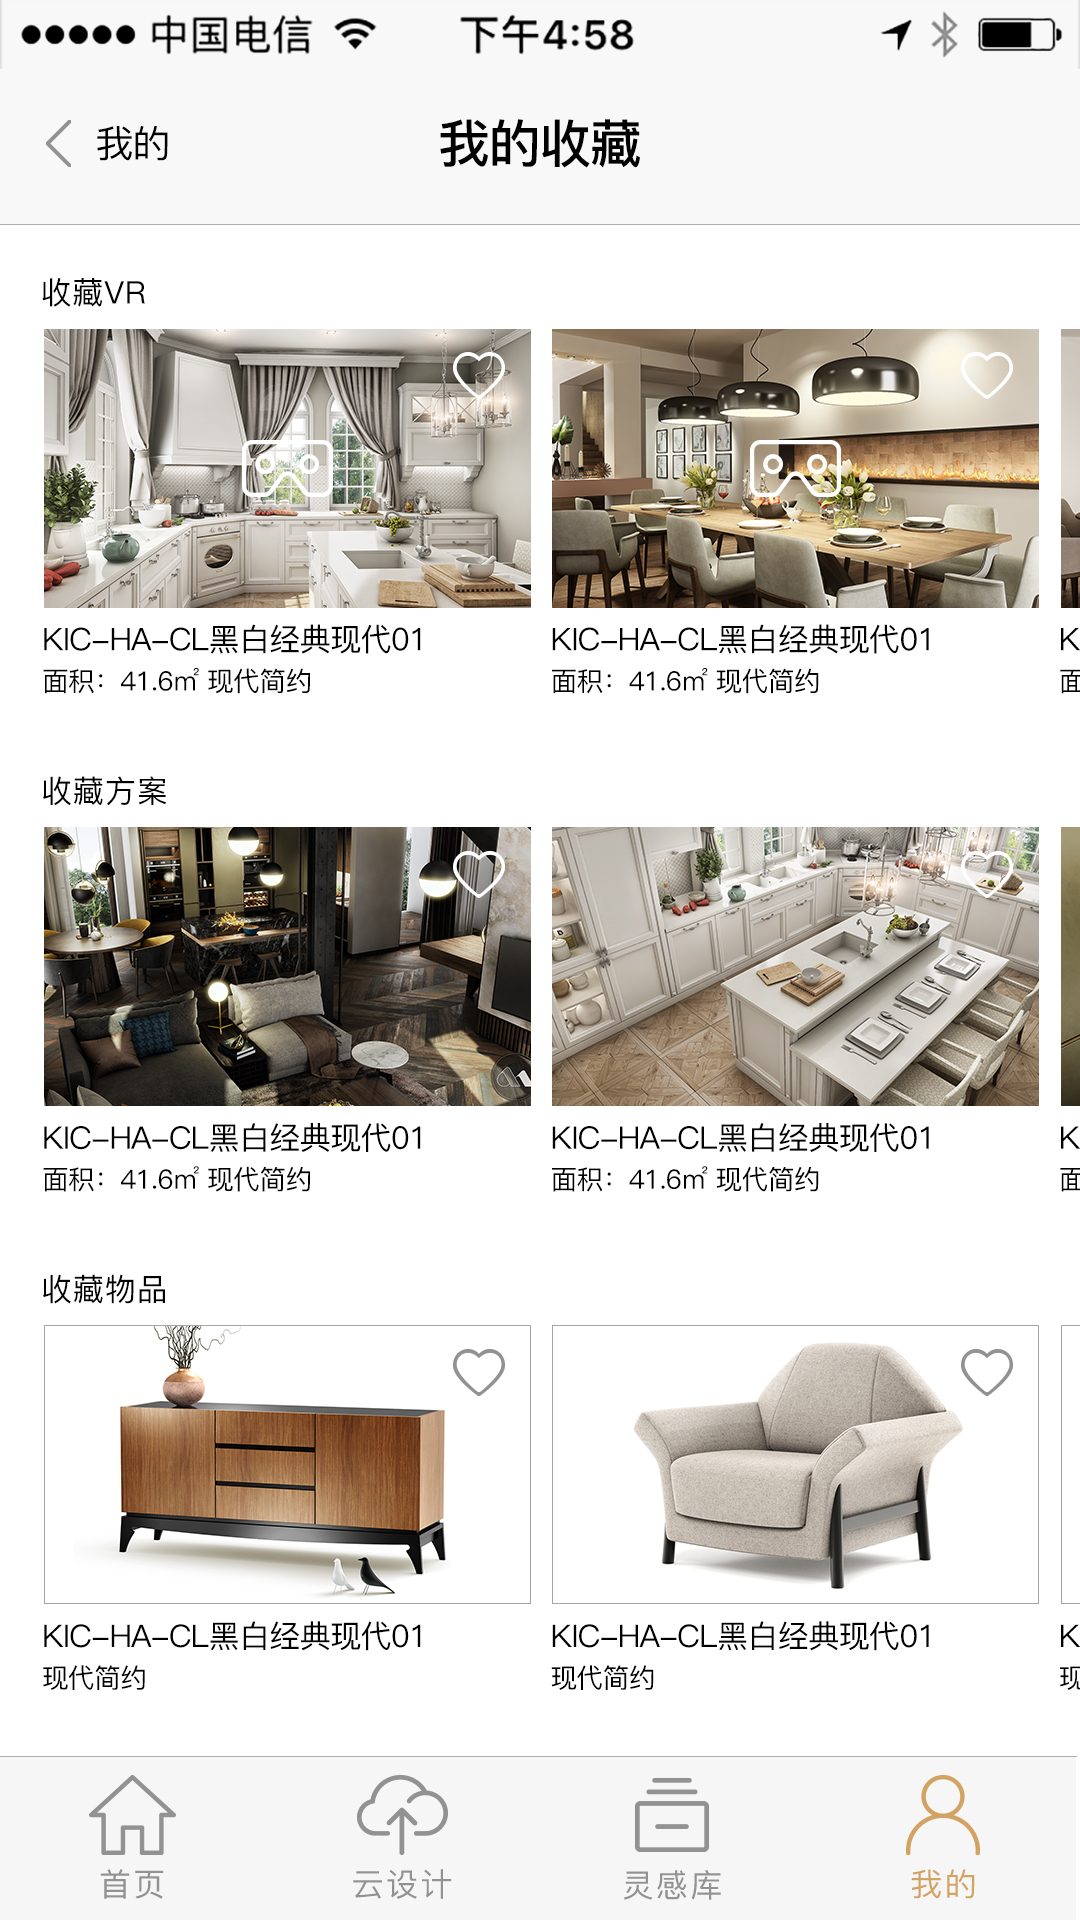 中国电信 下午4:58
我的 我的收藏
收藏VR
KIC-HA-CL黑白经典现代01 KIC-HA-CL黑白经典现代01 K
面积：41.6㎡ 现代简约 面积：41.6㎡ 现代简约 面
收藏方案
KIC-HA-CL黑白经典现代01 KIC-HA-CL黑白经典现代01 K
面积：41.6㎡ 现代简约 面积：41.6㎡ 现代简约 面
收藏物品
KIC-HA-CL黑白经典现代01 KIC-HA-CL黑白经典现代01 K
现代简约 现代简约 现
首页 云设计 灵感库 我的